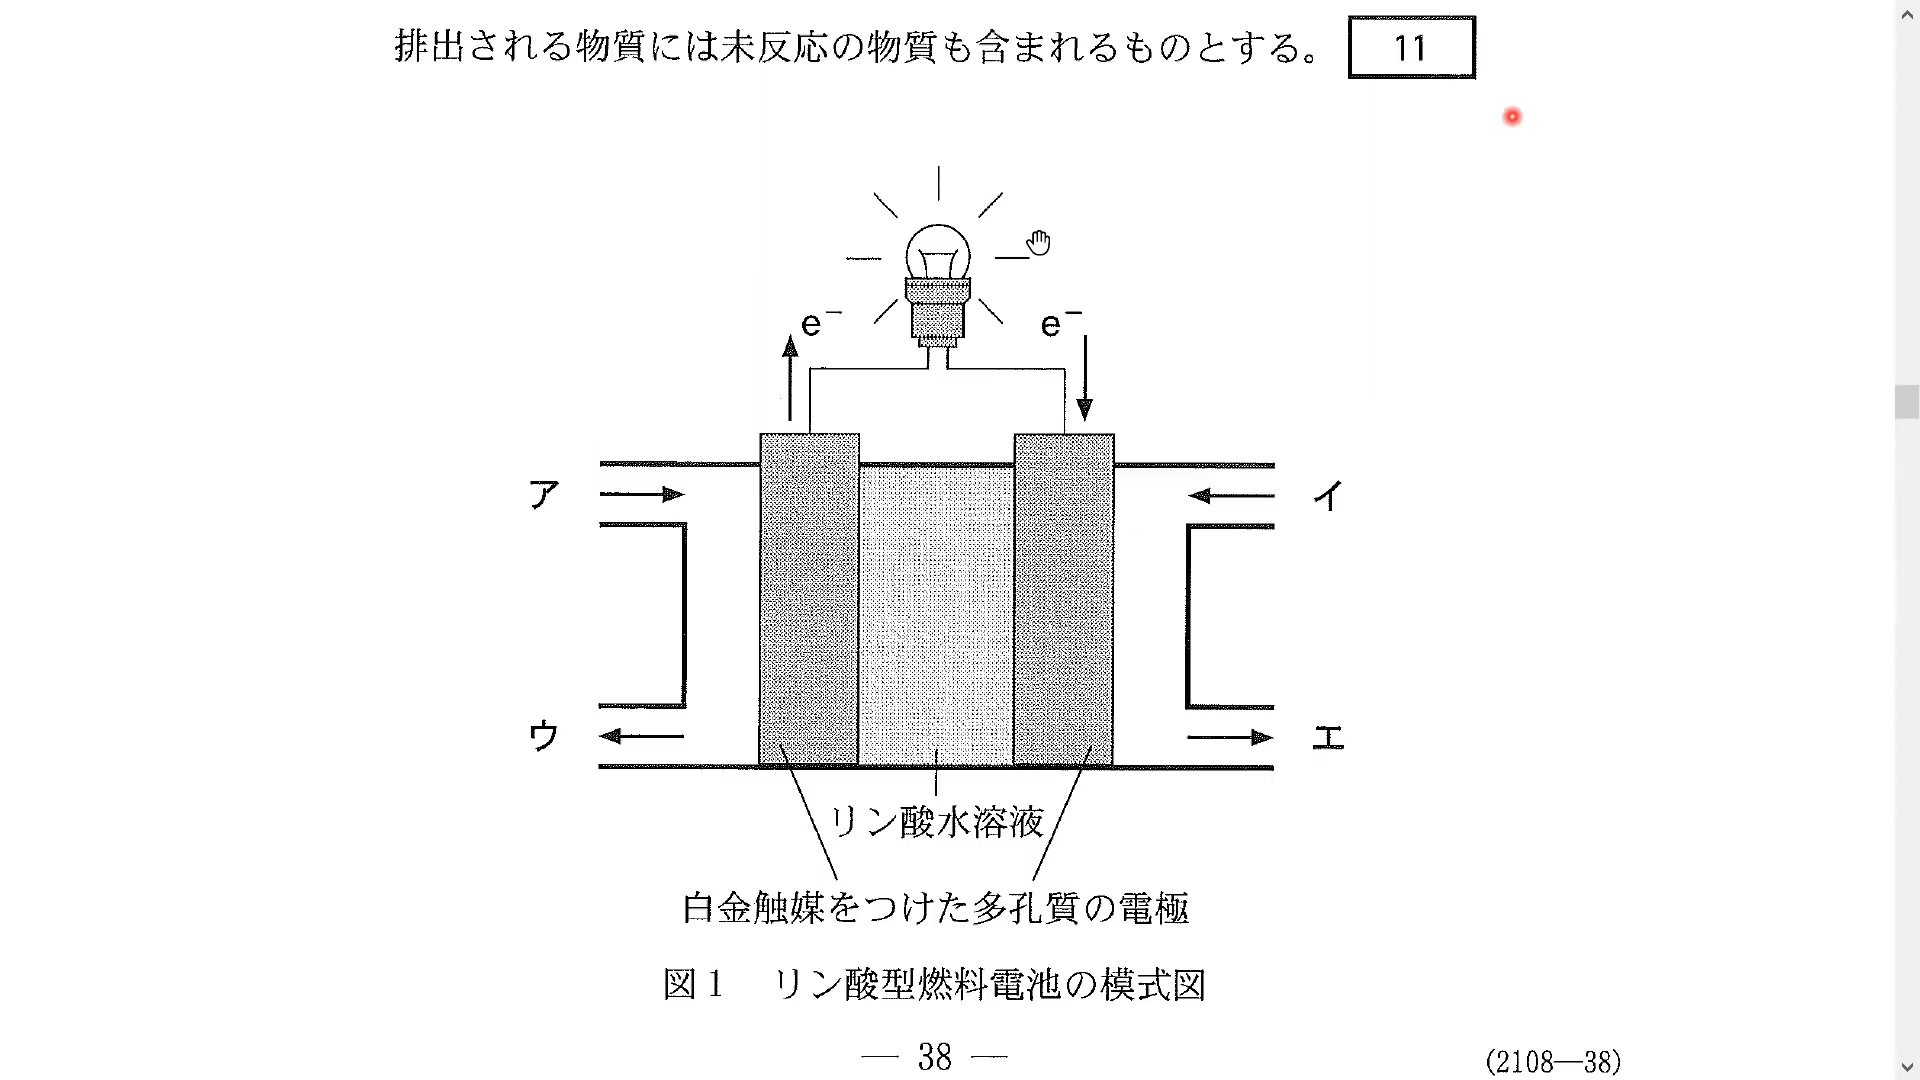 排出される物質には未反応の物質も含まれるものとする。 11
e⁻ e⁻
ア イ
ウ エ
リン酸水溶液
白金触媒をつけた多孔質の電極
図1 リン酸型燃料電池の模式図
— 38 — (2108—38)